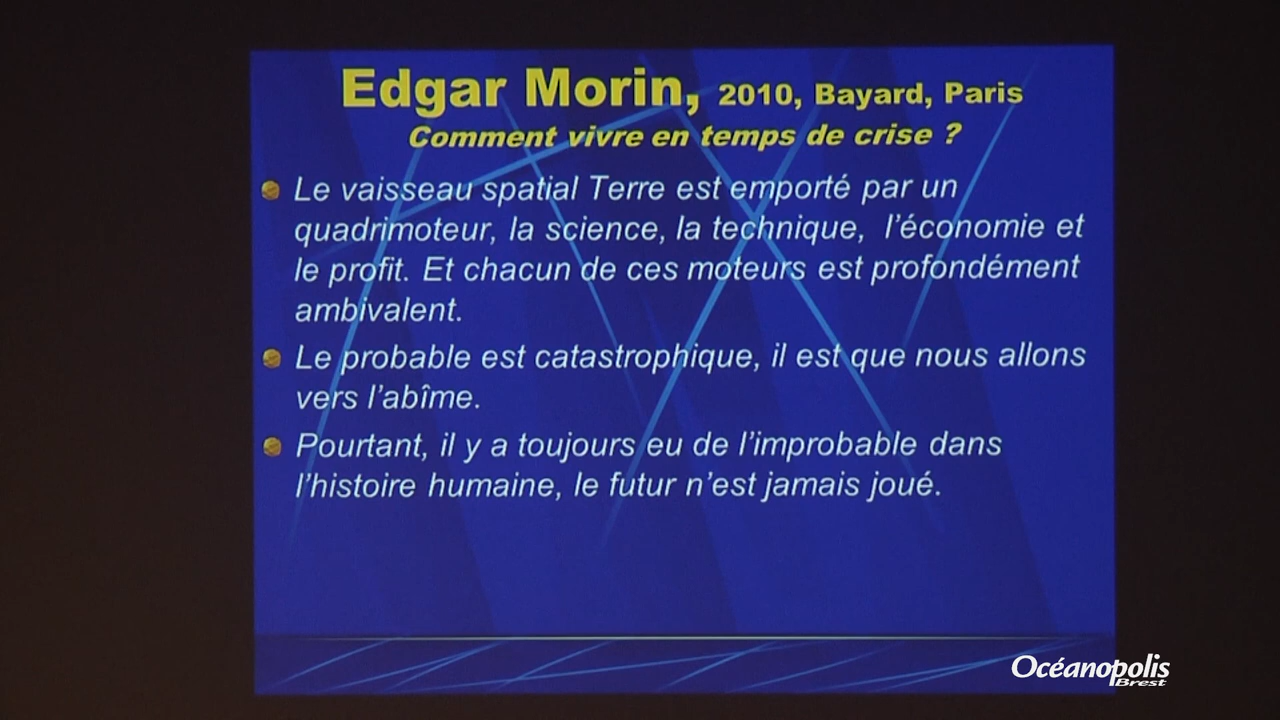 Edgar Morin, 2010, Bayard, Paris
Comment vivre en temps de crise ?
Le vaisseau spatial Terre est emporté par un
quadrimoteur, la science, la technique, l'économie et
le profit. Et chacun de ces moteurs est profondément
ambivalent.
Le probable est catastrophique, il est que nous allons
vers l'abîme.
Pourtant, il y a toujours eu de l'improbable dans
l'histoire humaine, le futur n'est jamais joué.
Océanopolis
Brest